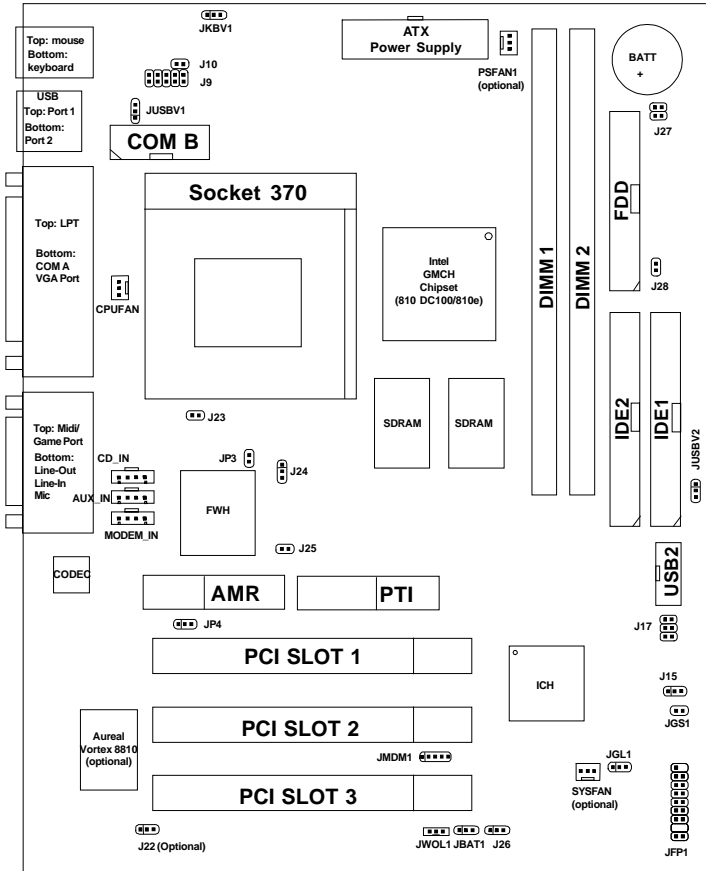 JKBV1
ATX
Power Supply
Top: mouse
Bottom:
keyboard
J10
J9
PSFAN1
(optional)
BATT
+
USB
Top: Port 1
Bottom:
Port 2
JUSBV1
COM B
J27
Socket 370
FDD
Top: LPT
Bottom:
COM A
VGA Port
Intel
GMCH
Chipset
(810 DC100/810e)
DIMM 1
DIMM 2
J28
CPUFAN
J23
SDRAM
SDRAM
IDE2
IDE1
JUSBV2
Top: Midi/
Game Port
Bottom:
Line-Out
Line-In
Mic
CD_IN
AUX_IN
MODEM_IN
JP3
J24
FWH
J25
CODEC
USB2
AMR
PTI
JP4
J17
PCI SLOT 1
ICH
J15
JGS1
Aureal
Vortex 8810
(optional)
PCI SLOT 2
JMDM1
JGL1
SYSFAN
(optional)
PCI SLOT 3
J22 (Optional)
JWOL1
JBAT1
J26
JFP1